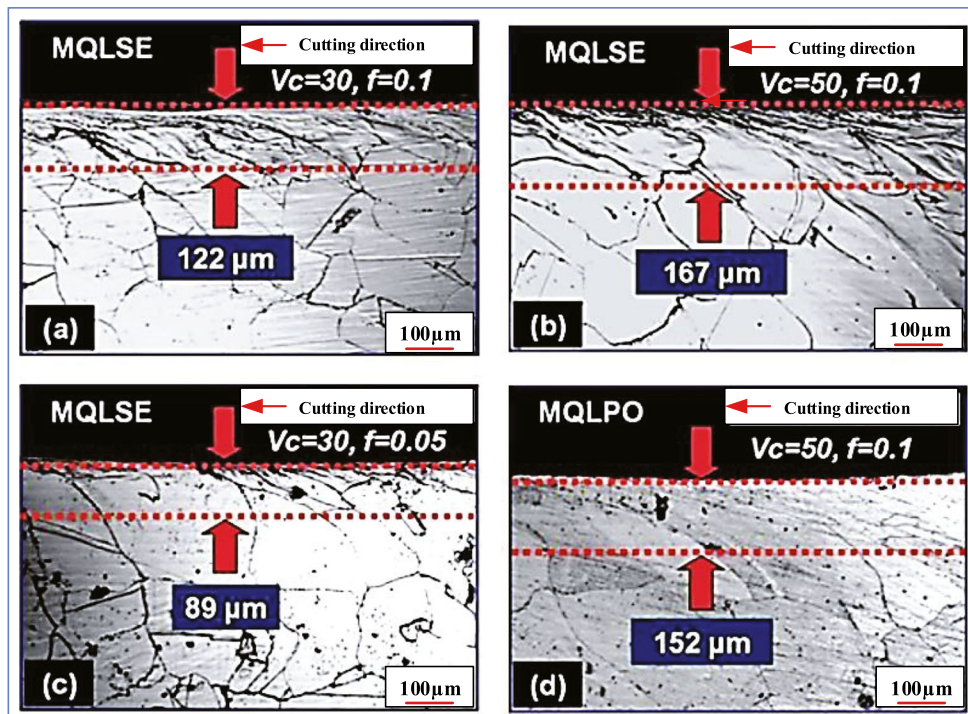 MQLSE
Cutting direction
Vc=30, f=0.1
122 µm
(a)
100µm
MQLSE
Cutting direction
Vc=50, f=0.1
167 µm
(b)
100µm
MQLSE
Cutting direction
Vc=30, f=0.05
89 µm
(c)
100µm
MQLPO
Cutting direction
Vc=50, f=0.1
152 µm
(d)
100µm